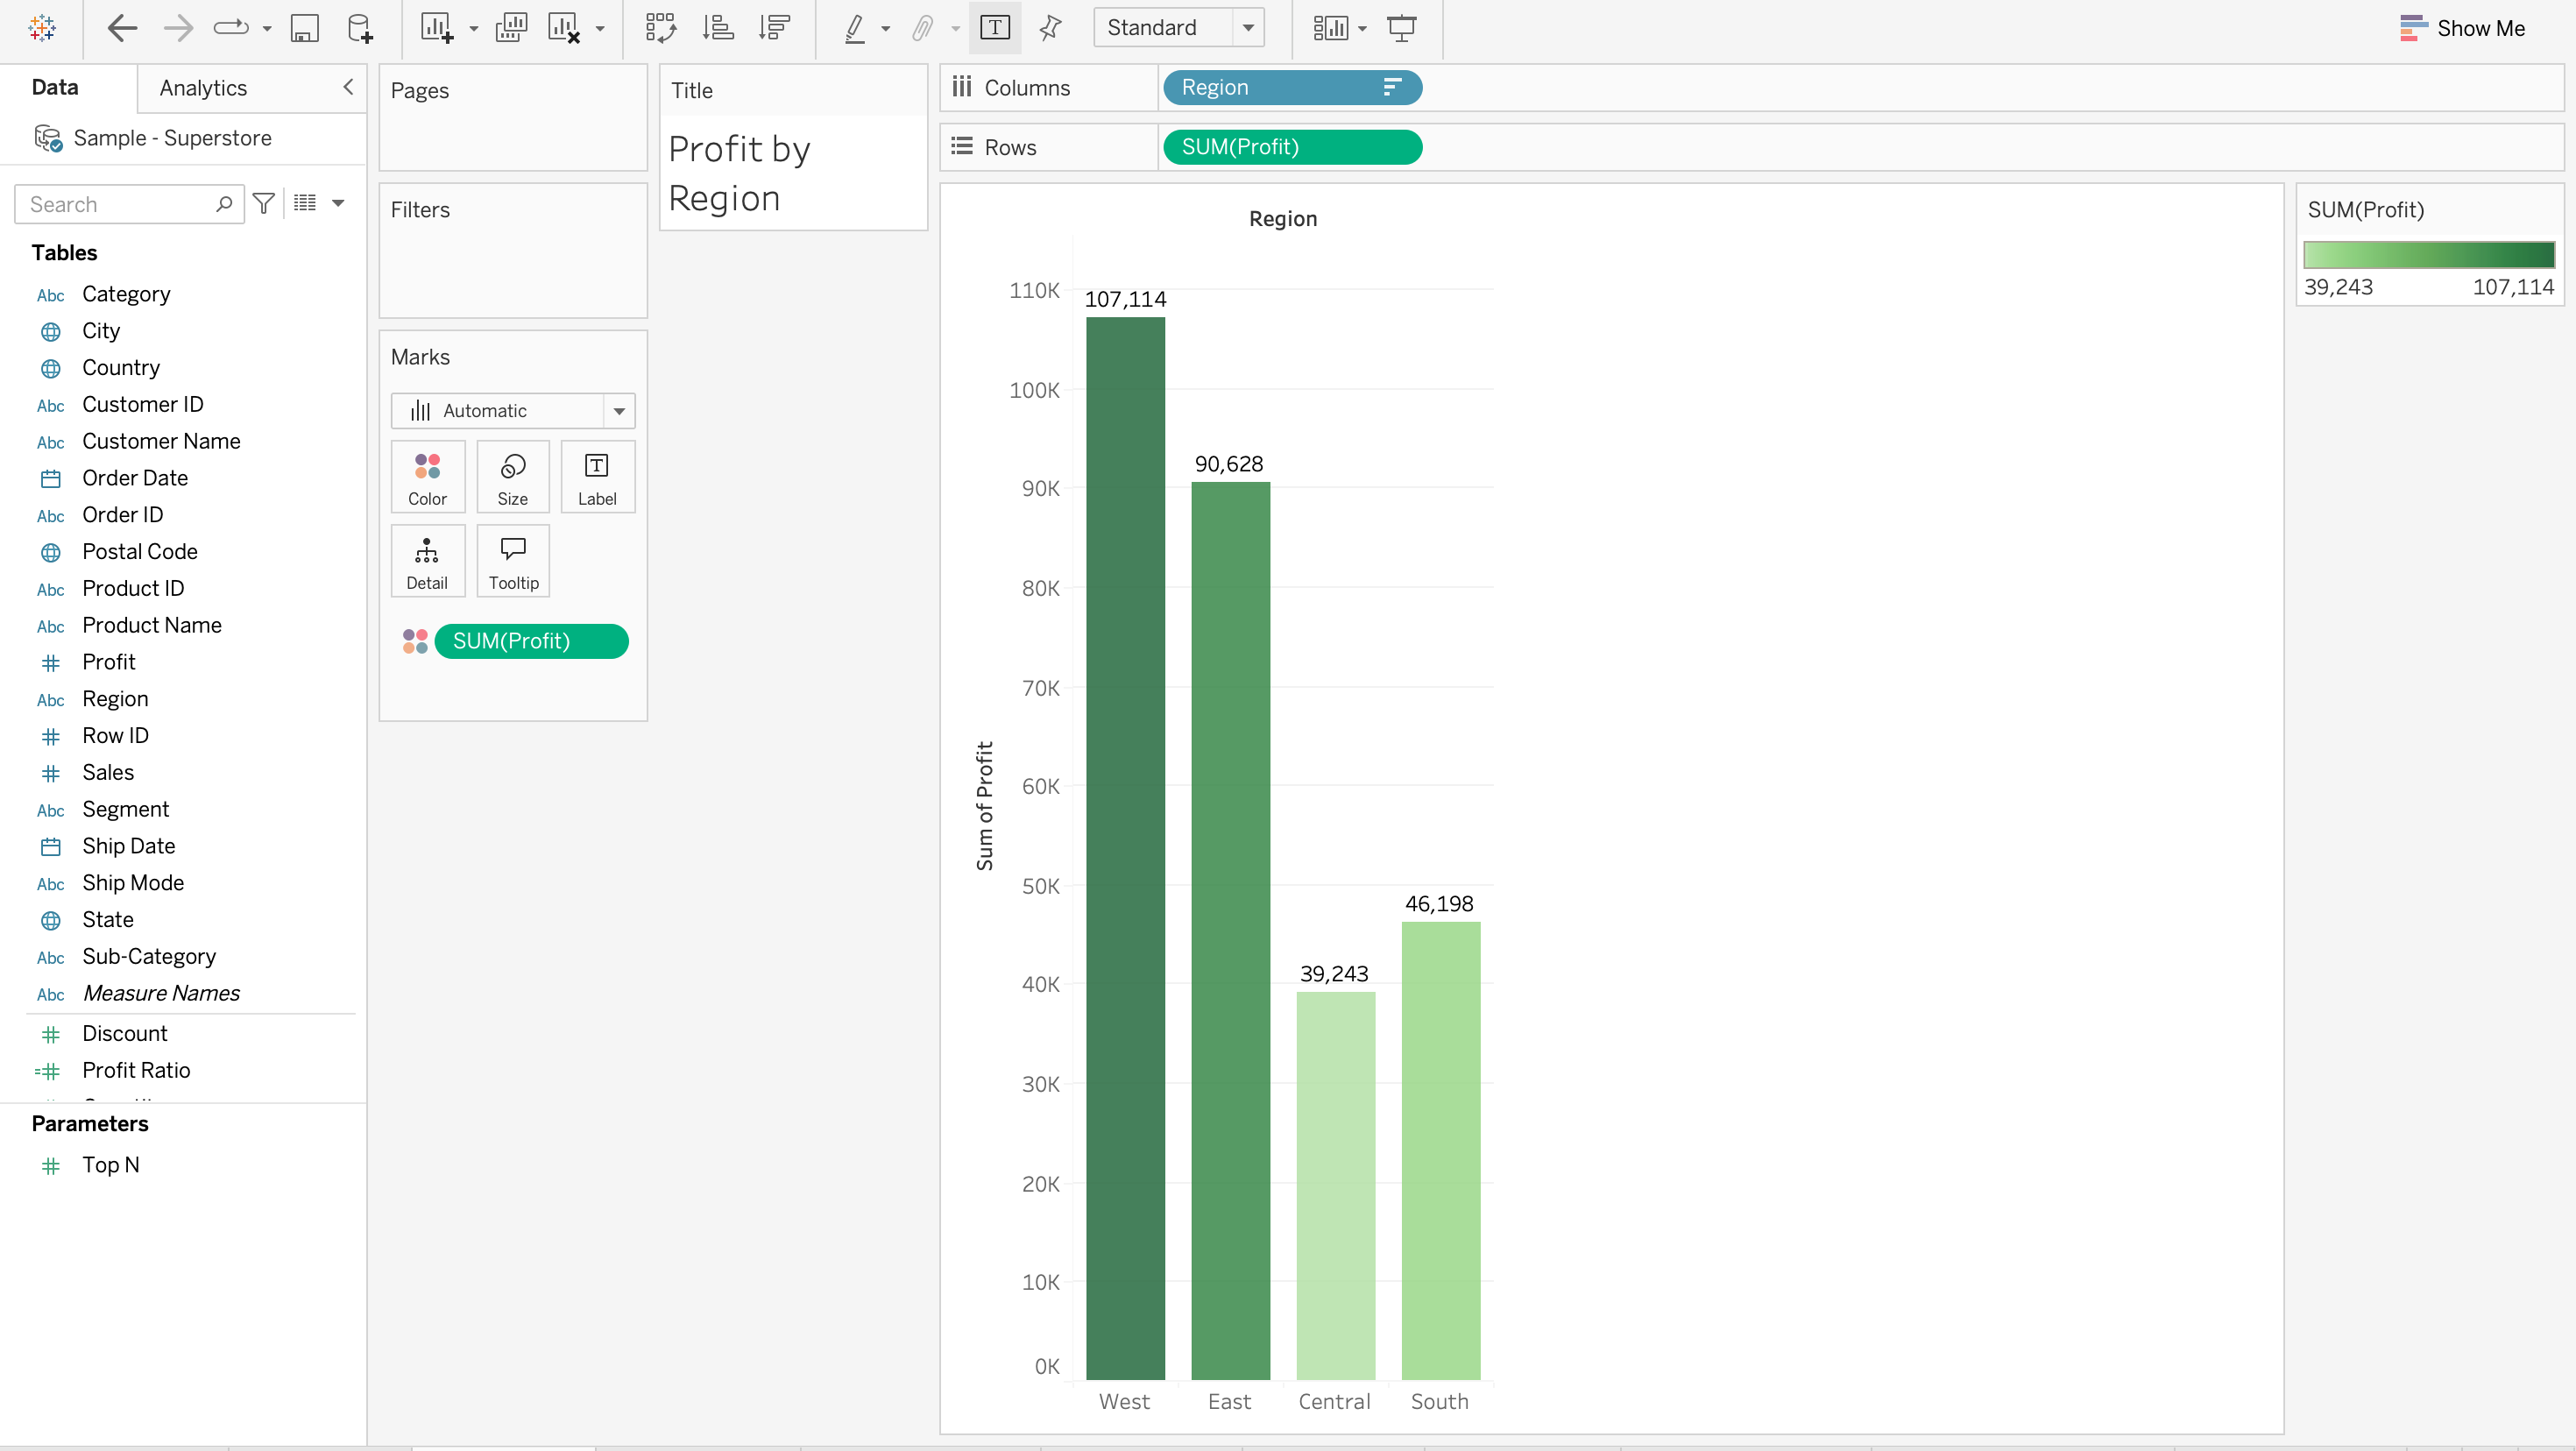 Standard
Show Me
Data
Analytics
Sample - Superstore
Search
Tables
Abc Category
City
Country
Abc Customer ID
Abc Customer Name
Order Date
Abc Order ID
Postal Code
Abc Product ID
Abc Product Name
Profit
Abc Region
Row ID
Sales
Abc Segment
Ship Date
Abc Ship Mode
State
Abc Sub-Category
Abc Measure Names
Discount
Profit Ratio
Parameters
Top N
Pages
Filters
Marks
Automatic
Color Size T Label
Detail Tooltip
SUM(Profit)
Title
Profit by
Region
Columns Region
Rows SUM(Profit)
Region
Sum of Profit
110K
100K
90K
80K
70K
60K
50K
40K
30K
20K
10K
0K
107,114
90,628
39,243
46,198
West East Central South
SUM(Profit)
39,243 107,114